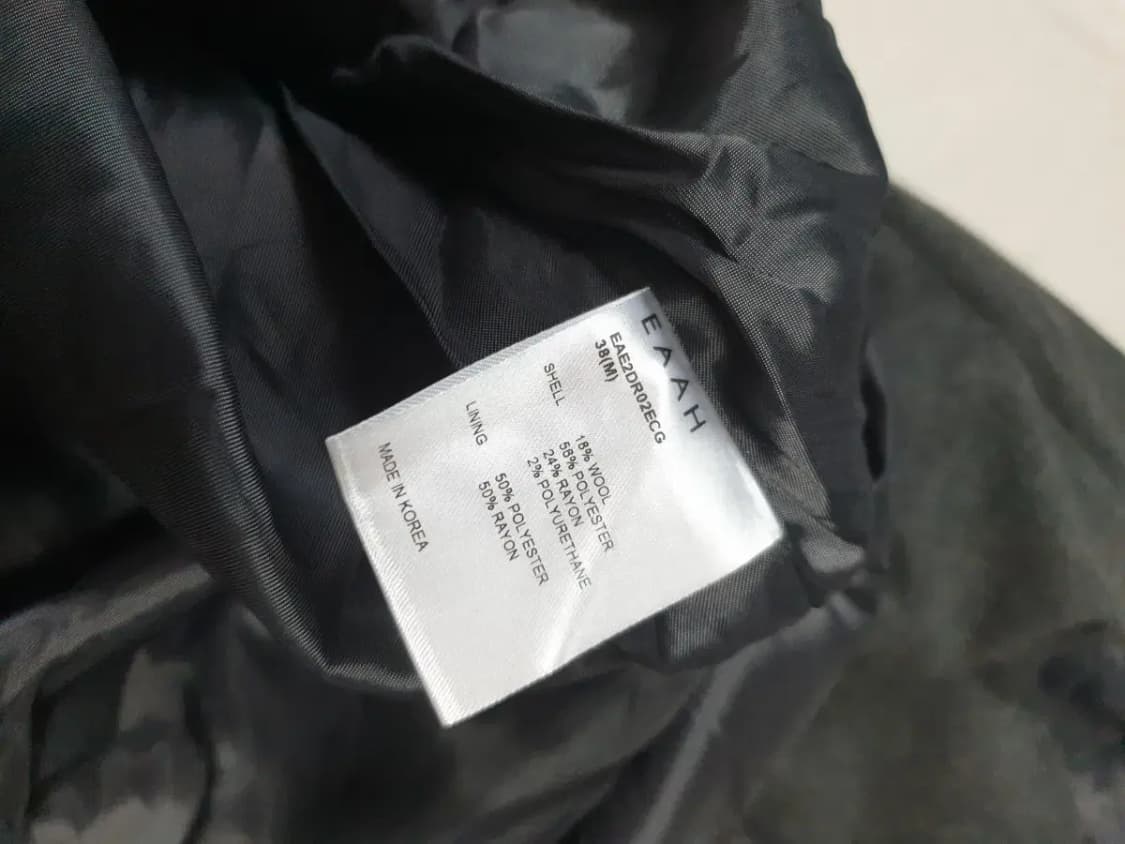 EAAH
EAE2DR02ECG
38(M)
SHELL
18% WOOL
56% POLYESTER
24% RAYON
2% POLYURETHANE
LINING
50% POLYESTER
50% RAYON
MADE IN KOREA